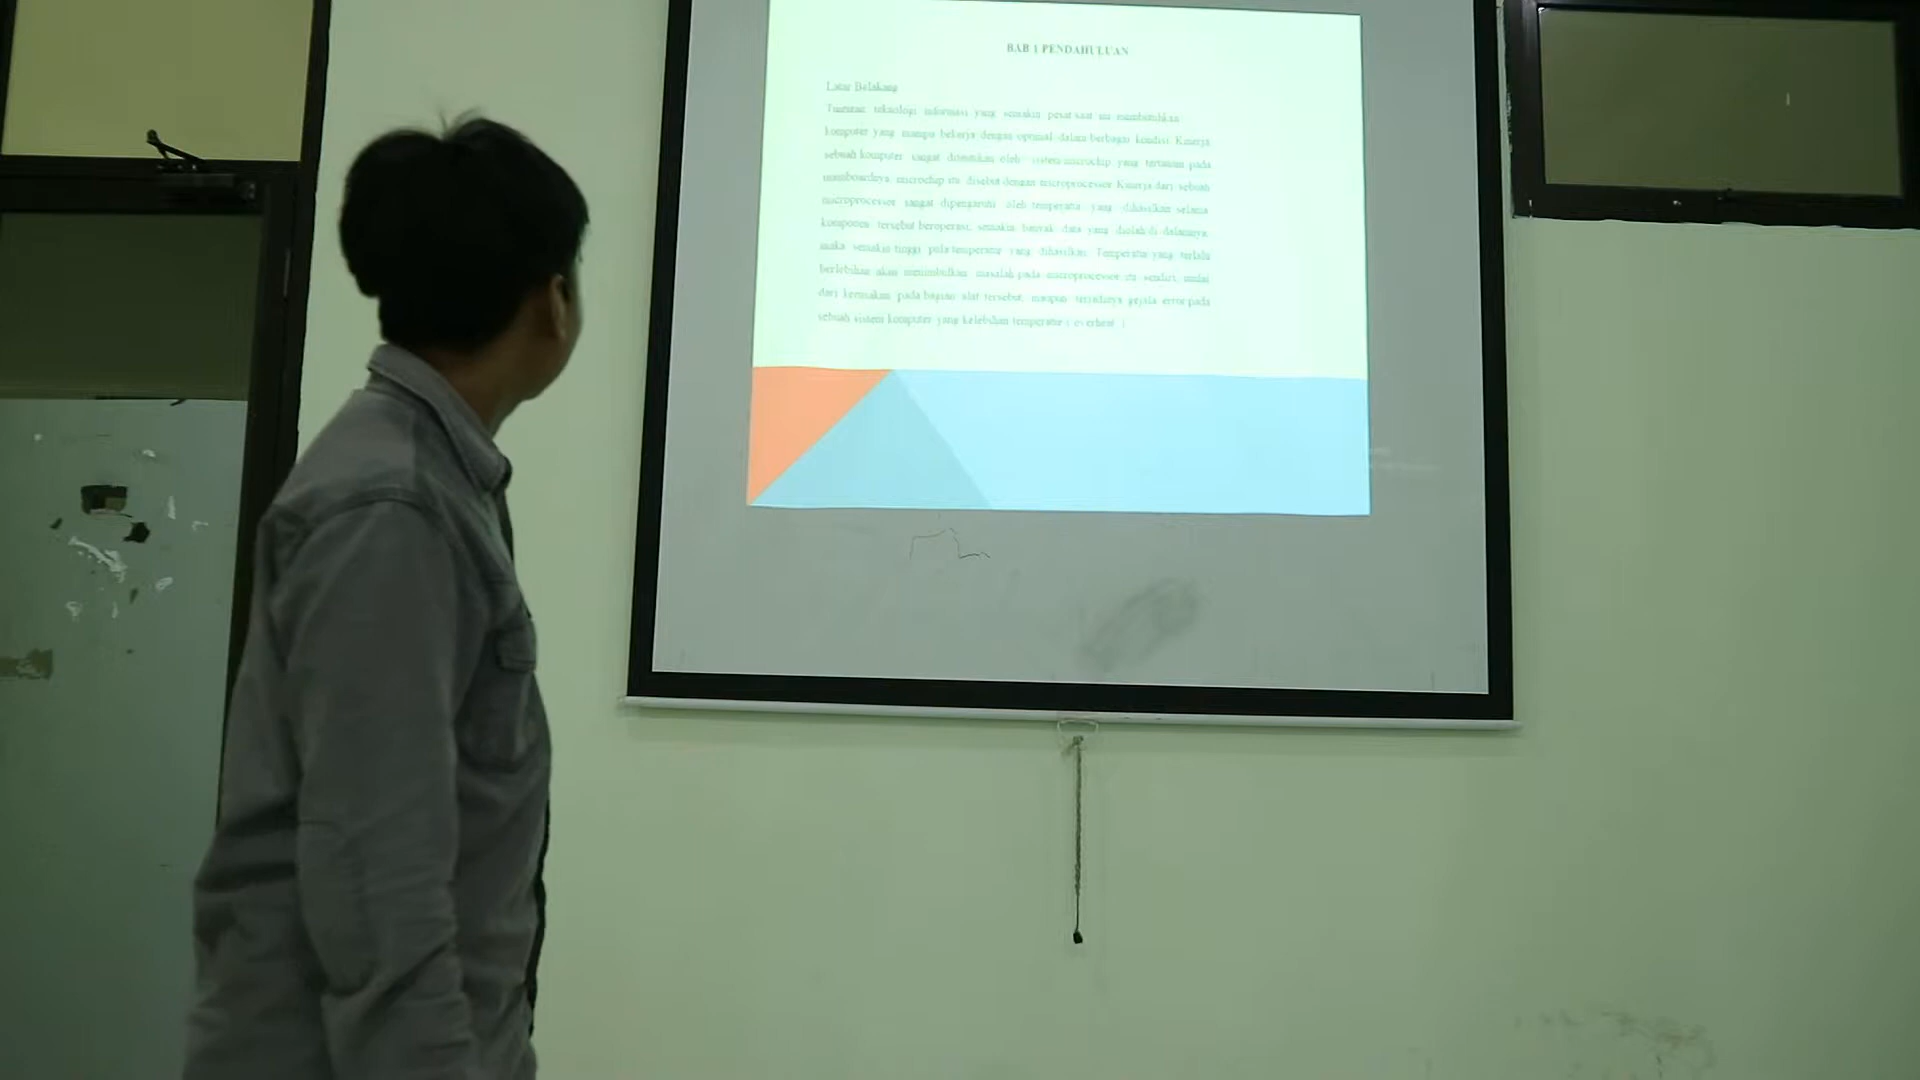 BAB 1 PENDAHULUAN
Latar Belakang
Tuntutan teknologi informasi yang semakin pesat saat ini membutuhkan
komputer yang mampu bekerja dengan optimal dalam berbagai kondisi. Kinerja
sebuah komputer sangat ditentukan oleh sistem microchip yang tertanam pada
mainboardnya, microchip itu disebut dengan microprocessor. Kinerja dari sebuah
microprocessor sangat dipengaruhi oleh temperatur yang dihasilkan selama
komponen tersebut beroperasi, semakin banyak data yang diolah di dalamnya,
maka semakin tinggi pula temperatur yang dihasilkan. Temperatur yang terlalu
berlebihan akan menimbulkan masalah pada microprocessor itu sendiri, mulai
dari kerusakan pada bagian alat tersebut, maupun terjadinya gejala error pada
sebuah sistem komputer yang kelebihan temperatur ( overheat ).